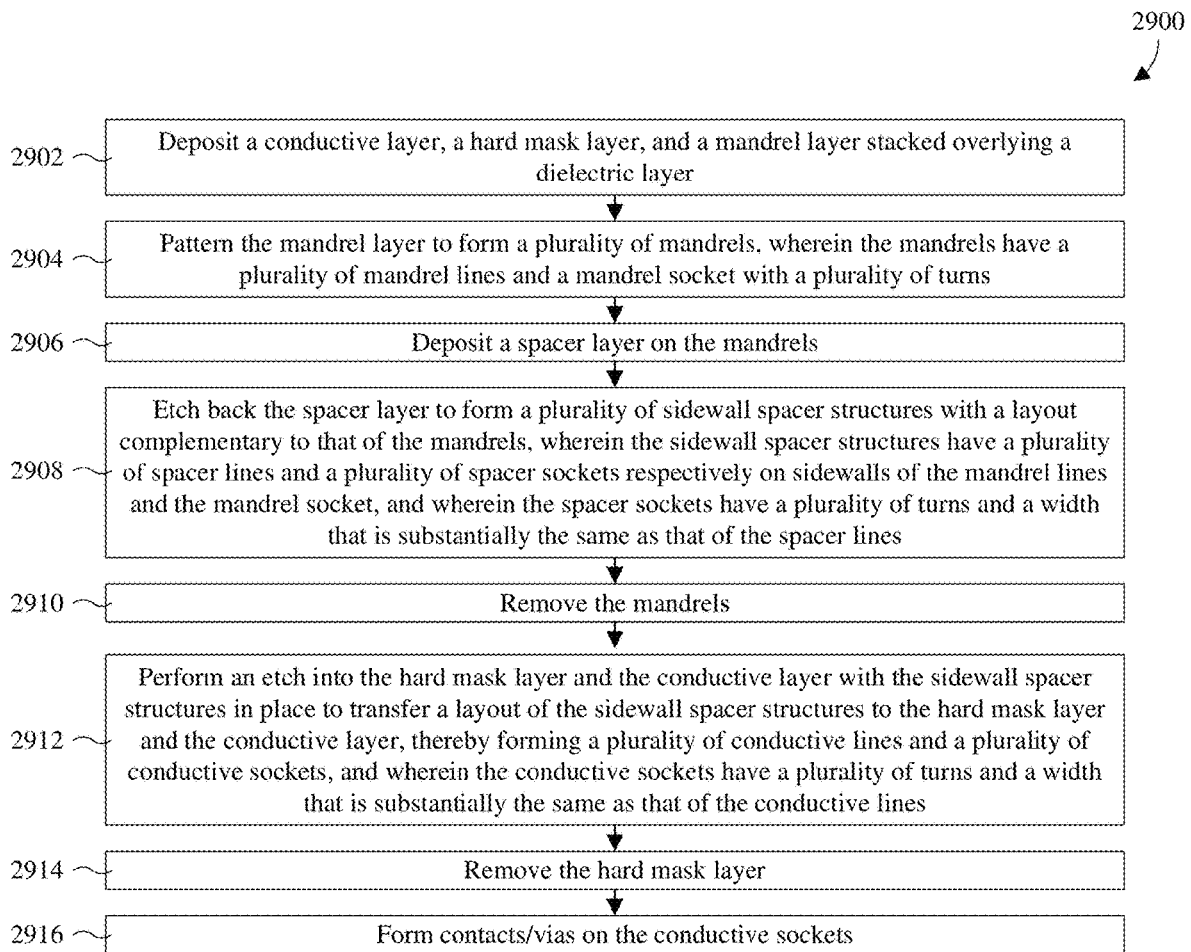 2900
2902
Deposit a conductive layer, a hard mask layer, and a mandrel layer stacked overlying a
dielectric layer
2904
Pattern the mandrel layer to form a plurality of mandrels, wherein the mandrels have a
plurality of mandrel lines and a mandrel socket with a plurality of turns
2906
Deposit a spacer layer on the mandrels
2908
Etch back the spacer layer to form a plurality of sidewall spacer structures with a layout
complementary to that of the mandrels, wherein the sidewall spacer structures have a plurality
of spacer lines and a plurality of spacer sockets respectively on sidewalls of the mandrel lines
and the mandrel socket, and wherein the spacer sockets have a plurality of turns and a width
that is substantially the same as that of the spacer lines
2910
Remove the mandrels
2912
Perform an etch into the hard mask layer and the conductive layer with the sidewall spacer
structures in place to transfer a layout of the sidewall spacer structures to the hard mask layer
and the conductive layer, thereby forming a plurality of conductive lines and a plurality of
conductive sockets, and wherein the conductive sockets have a plurality of turns and a width
that is substantially the same as that of the conductive lines
2914
Remove the hard mask layer
2916
Form contacts/vias on the conductive sockets